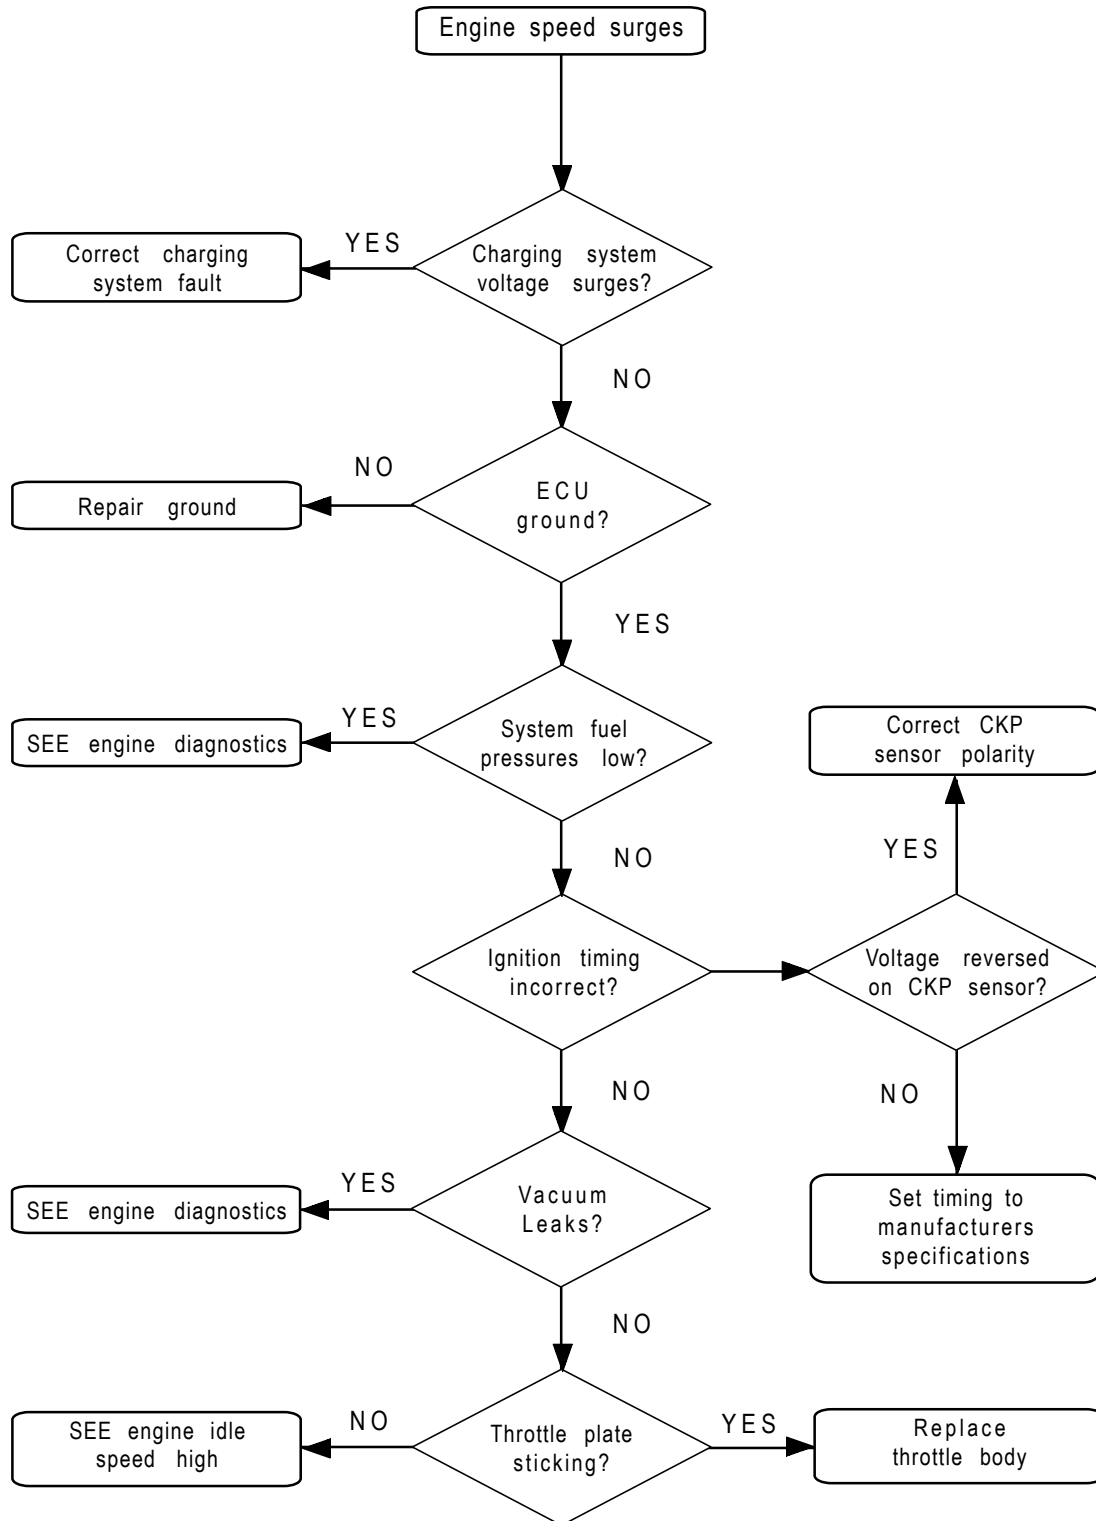 Engine speed surges
YES
Correct charging
system fault
Charging system
voltage surges?
NO
NO
Repair ground
ECU
ground?
YES
YES
SEE engine diagnostics
System fuel
pressures low?
Correct CKP
sensor polarity
NO
YES
Ignition timing
incorrect?
Voltage reversed
on CKP sensor?
NO
NO
YES
SEE engine diagnostics
Vacuum
Leaks?
Set timing to
manufacturers
specifications
NO
SEE engine idle
speed high
NO
Throttle plate
sticking?
YES
Replace
throttle body